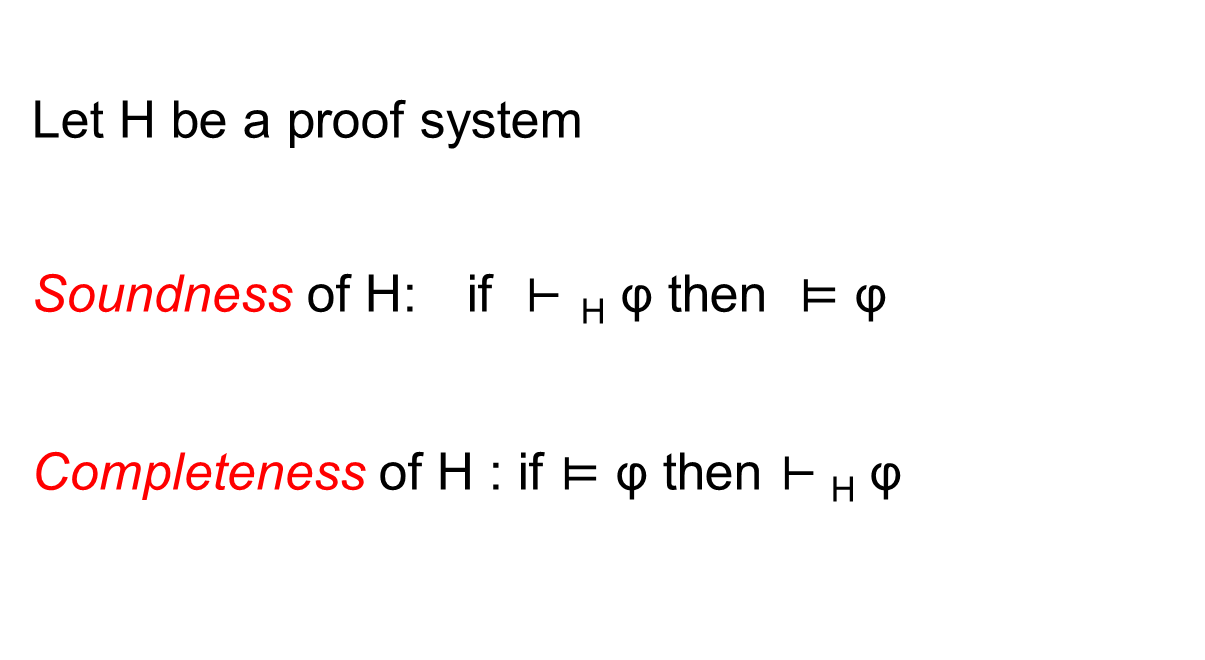 Let H be a proof system
Soundness of H: if ⊢ H φ then ⊨ φ
Completeness of H : if ⊨ φ then ⊢ H φ